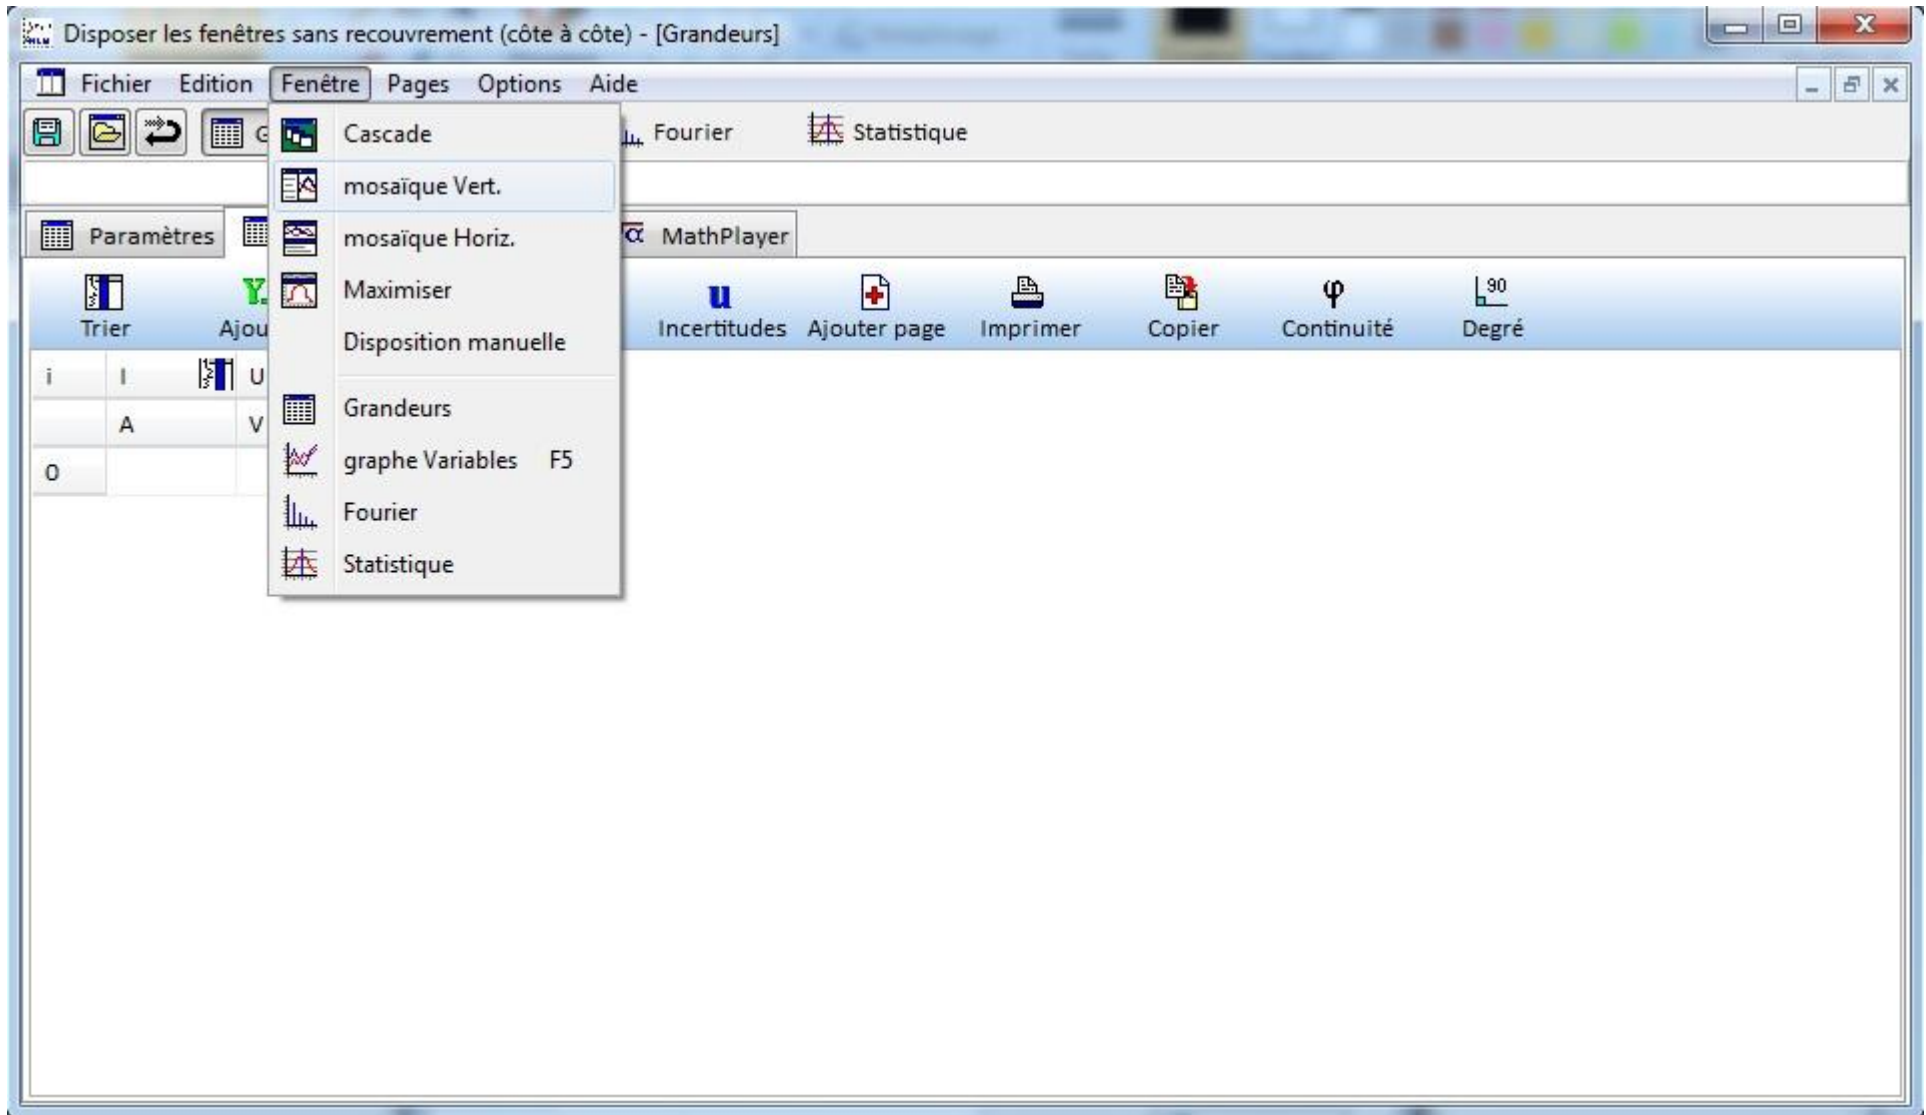 Disposer les fenêtres sans recouvrement (côte à côte) - [Grandeurs]
Fichier Edition Fenêtre Pages Options Aide
G Fourier Statistique
Cascade
mosaïque Vert.
mosaïque Horiz.
Maximiser
Disposition manuelle
Grandeurs
graphe Variables F5
Fourier
Statistique
Paramètres MathPlayer
Trier Ajou Incertitudes Ajouter page Imprimer Copier Continuité Degré
i I U
A V
0